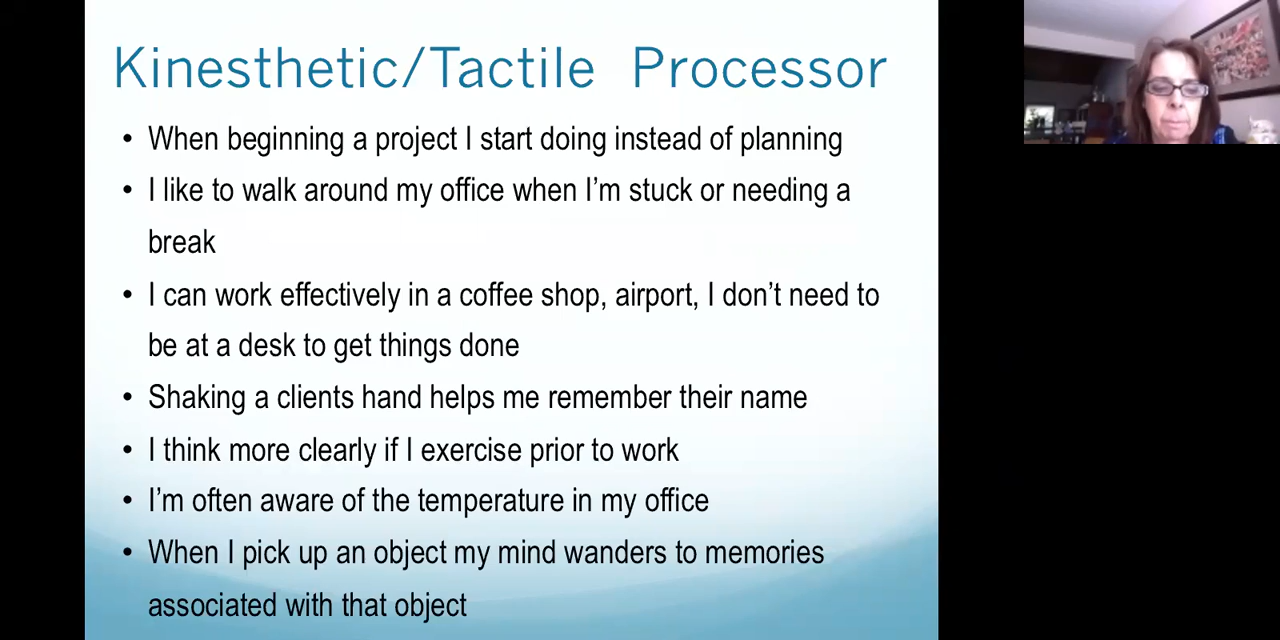 Kinesthetic/Tactile Processor
• When beginning a project I start doing instead of planning
• I like to walk around my office when I'm stuck or needing a
break
• I can work effectively in a coffee shop, airport, I don't need to
be at a desk to get things done
• Shaking a clients hand helps me remember their name
• I think more clearly if I exercise prior to work
• I'm often aware of the temperature in my office
• When I pick up an object my mind wanders to memories
associated with that object